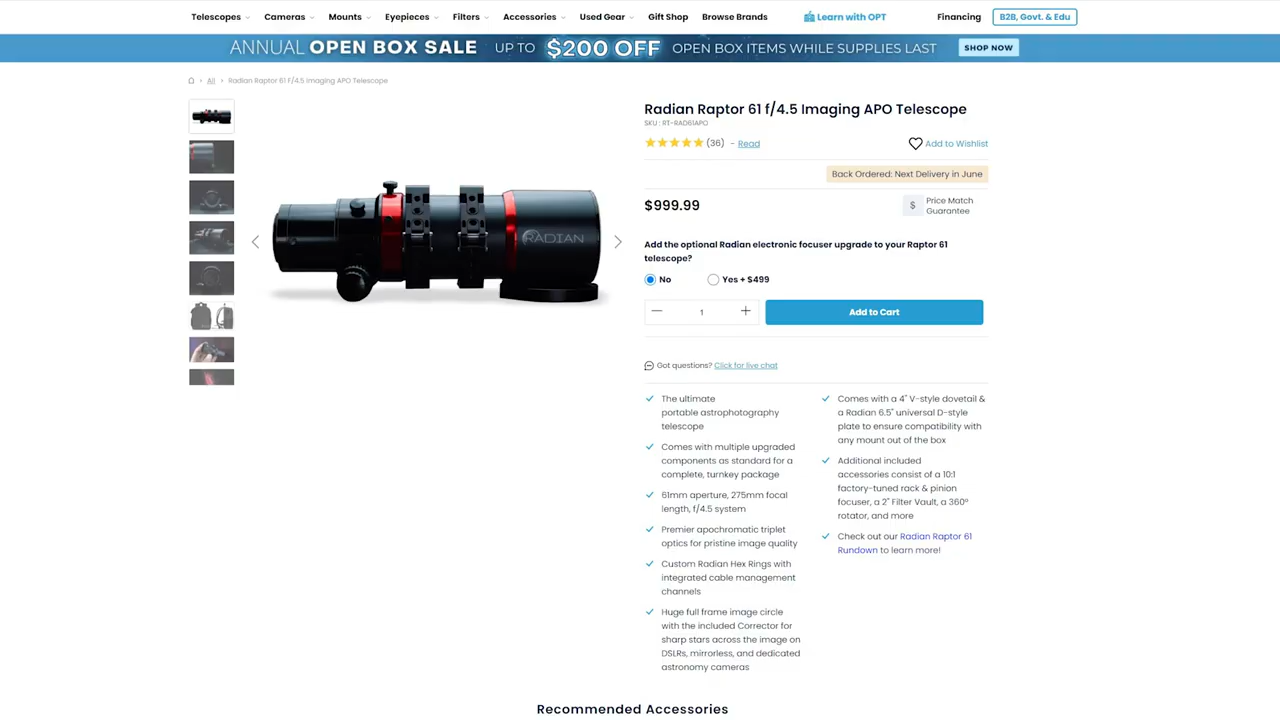 Telescopes Cameras Mounts Eyepieces Filters Accessories Used Gear Gift Shop Browse Brands Learn with OPT Financing B2B, Govt. & Edu
ANNUAL OPEN BOX SALE UP TO $200 OFF OPEN BOX ITEMS WHILE SUPPLIES LAST SHOP NOW
All Radian Raptor 61 F/4.5 Imaging APO Telescope
RADIAN
Radian Raptor 61 f/4.5 Imaging APO Telescope
SKU : RT-RAD61APO
(36) - Read
Add to Wishlist
Back Ordered: Next Delivery in June
$999.99
$ Price Match
Guarantee
Add the optional Radian electronic focuser upgrade to your Raptor 61
telescope?
No Yes + $499
1
Add to Cart
Got questions? Click for live chat
The ultimate
portable astrophotography
telescope
Comes with multiple upgraded
components as standard for a
complete, turnkey package
61mm aperture, 275mm focal
length, f/4.5 system
Premier apochromatic triplet
optics for pristine image quality
Custom Radian Hex Rings with
integrated cable management
channels
Huge full frame image circle
with the included Corrector for
sharp stars across the image on
DSLRs, mirrorless, and dedicated
astronomy cameras
Comes with a 4" V-style dovetail &
a Radian 6.5" universal D-style
plate to ensure compatibility with
any mount out of the box
Additional included
accessories consist of a 10:1
factory-tuned rack & pinion
focuser, a 2" Filter Vault, a 360°
rotator, and more
Check out our Radian Raptor 61
Rundown to learn more!
Recommended Accessories